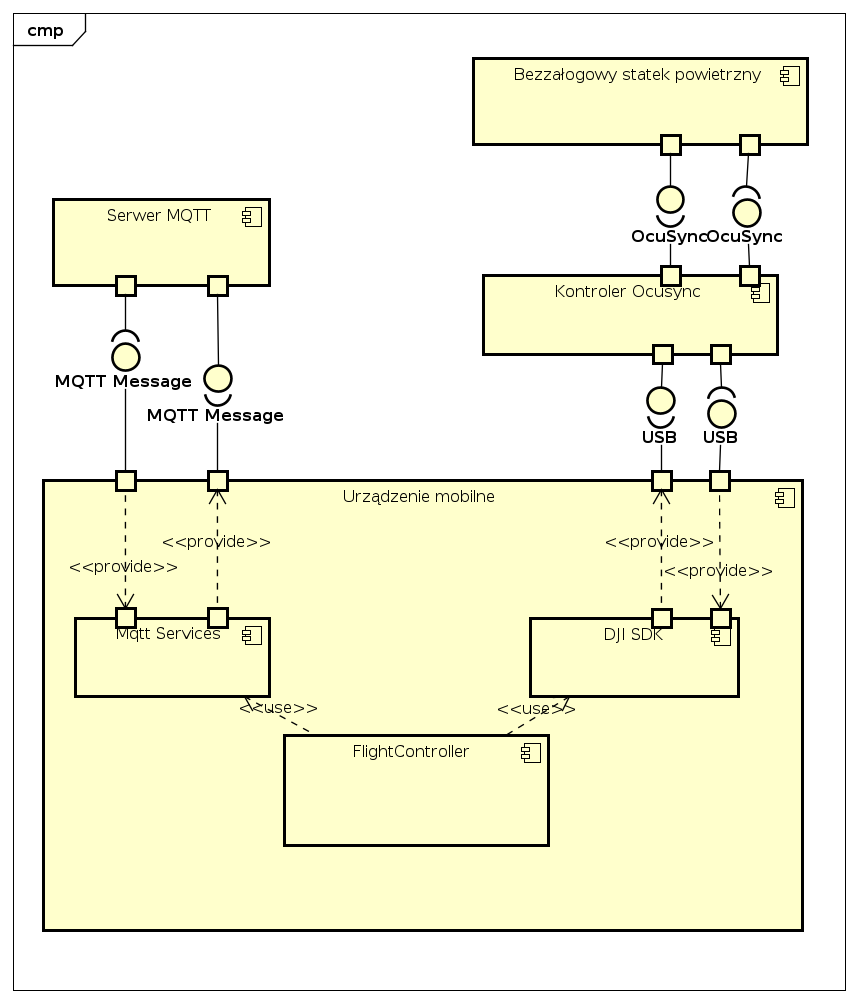 cmp
Bezzałogowy statek powietrzny
Serwer MQTT
OcuSync
OcuSync
Kontroler Ocusync
MQTT Message
MQTT Message
USB
USB
Urządzenie mobilne
<<provide>>
<<provide>>
<<provide>>
<<provide>>
Mqtt Services
DJI SDK
<<use>>
<<use>>
FlightController